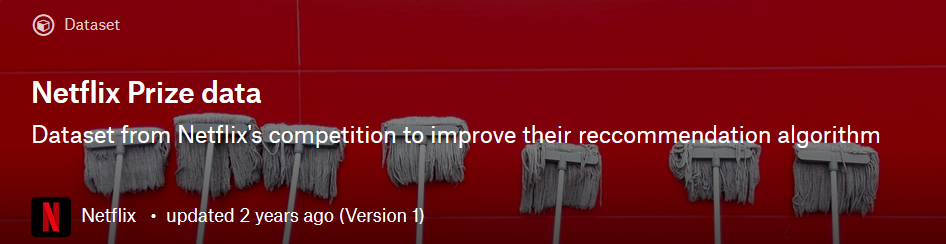 Dataset
Netflix Prize data
Dataset from Netflix's competition to improve their reccommendation algorithm
N Netflix • updated 2 years ago (Version 1)